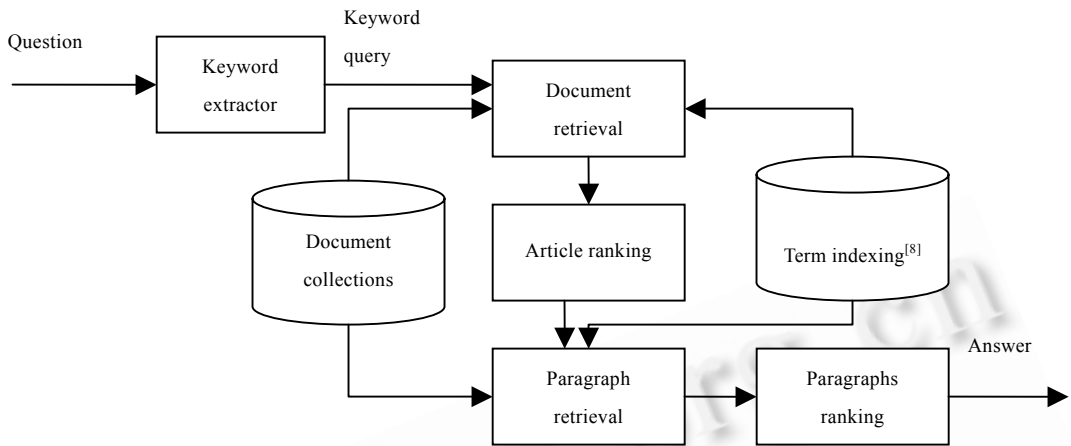 Question
Keyword
extractor
Keyword
query
Document
retrieval
Document
collections
Article ranking
Term indexing[8]
Paragraph
retrieval
Paragraphs
ranking
Answer